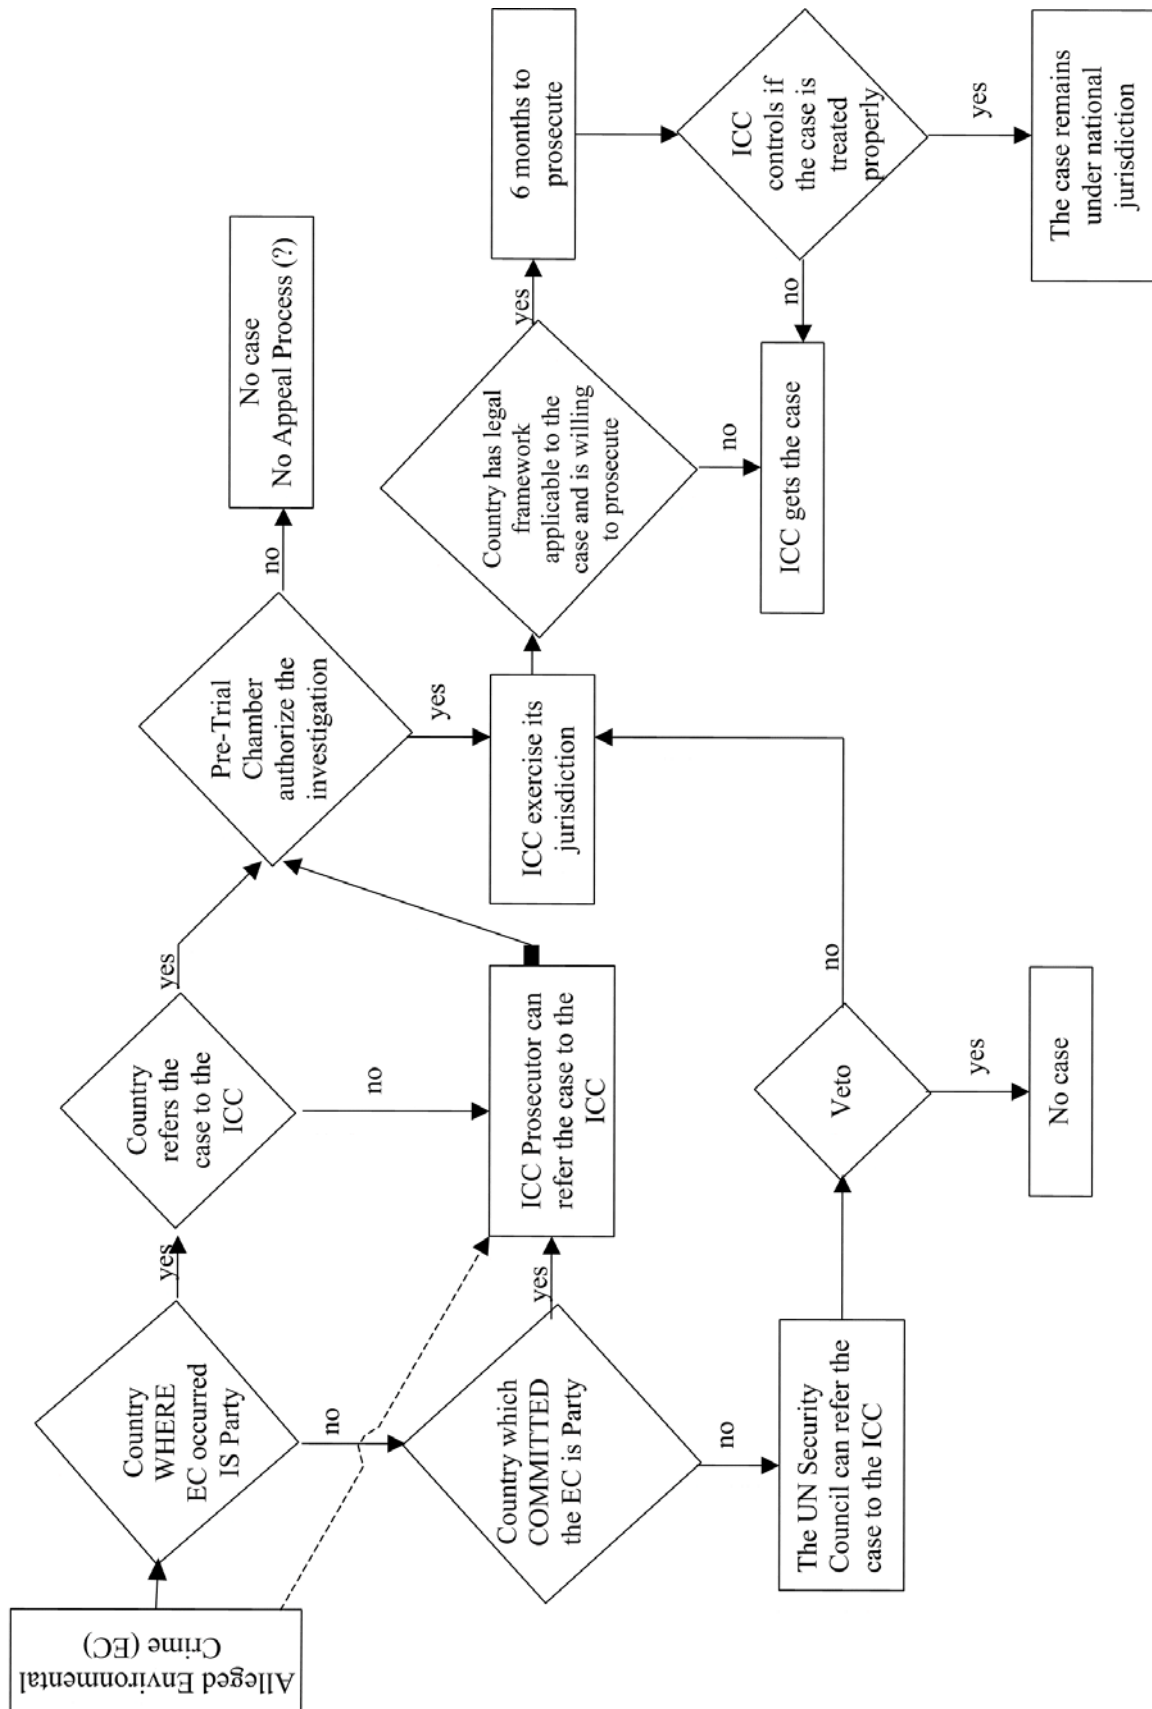 Alleged Environmental
Crime (EC)
Country
WHERE
EC occurred
IS Party
yes
no
Country
refers the
case to the
ICC
yes
no
Pre-Trial
Chamber
authorize the
investigation
no
yes
No case
No Appeal Process (?)
Country which
COMMITTED
the EC is Party
yes
no
ICC Prosecutor can
refer the case to the
ICC
ICC exercise its
jurisdiction
Country has legal
framework
applicable to the
case and is willing
to prosecute
yes
no
6 months to
prosecute
ICC
controls if
the case is
treated
properly
no
yes
ICC gets the case
The case remains
under national
jurisdiction
The UN Security
Council can refer the
case to the ICC
Veto
no
yes
No case